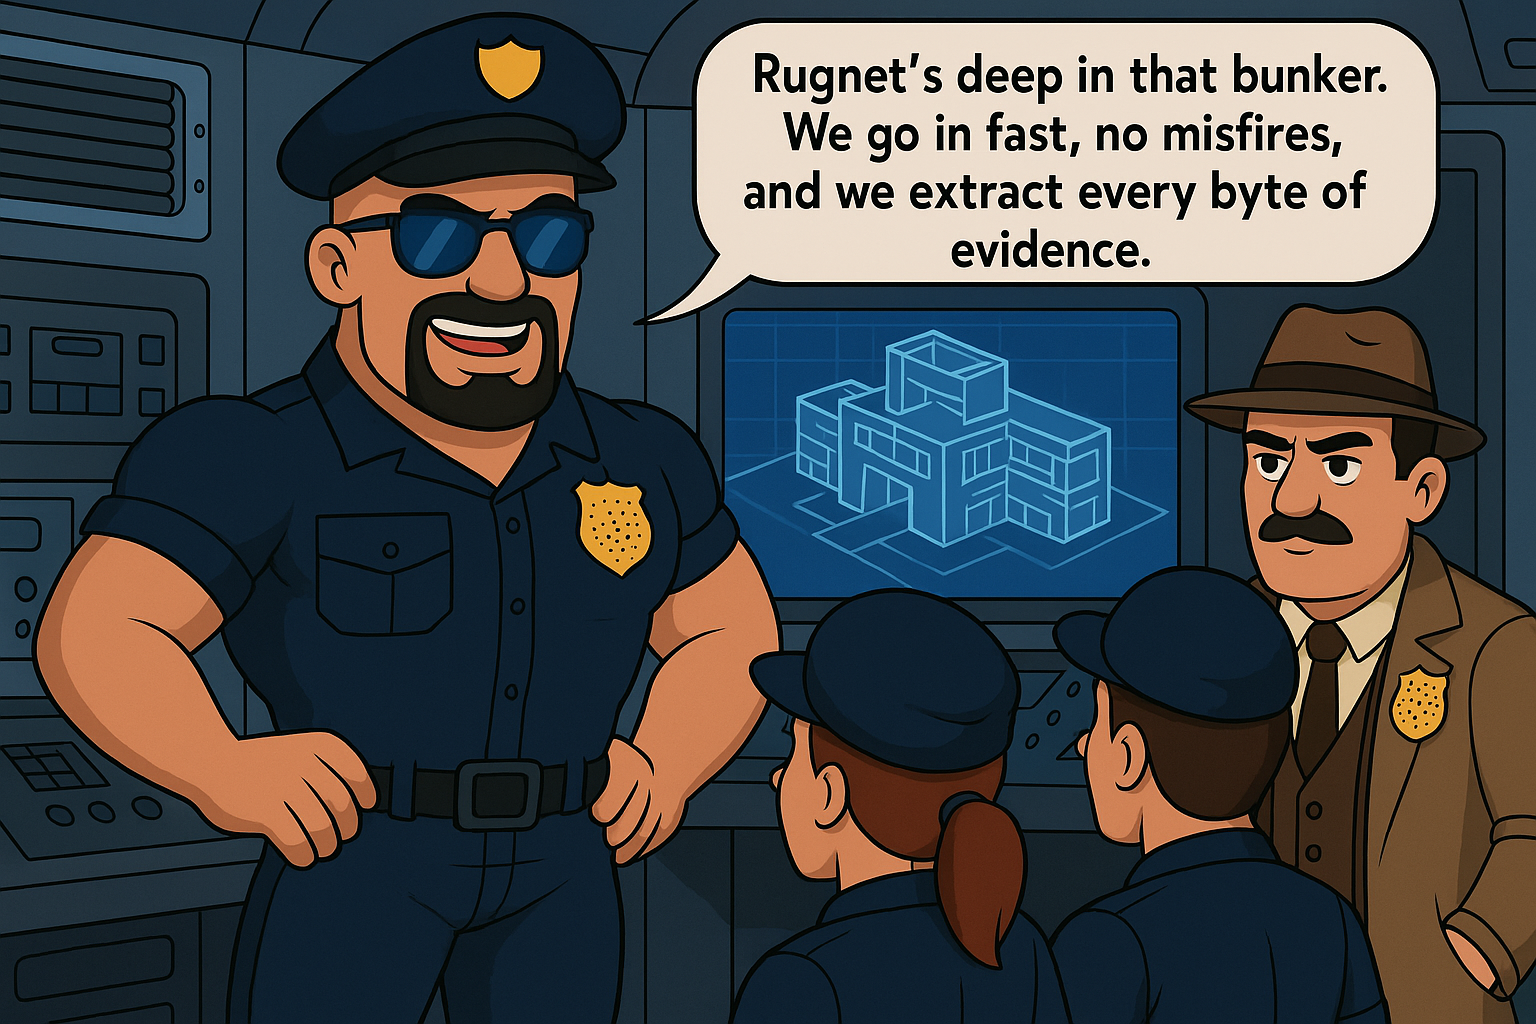 Rugnet's deep in that bunker.
We go in fast, no misfires,
and we extract every byte of
evidence.